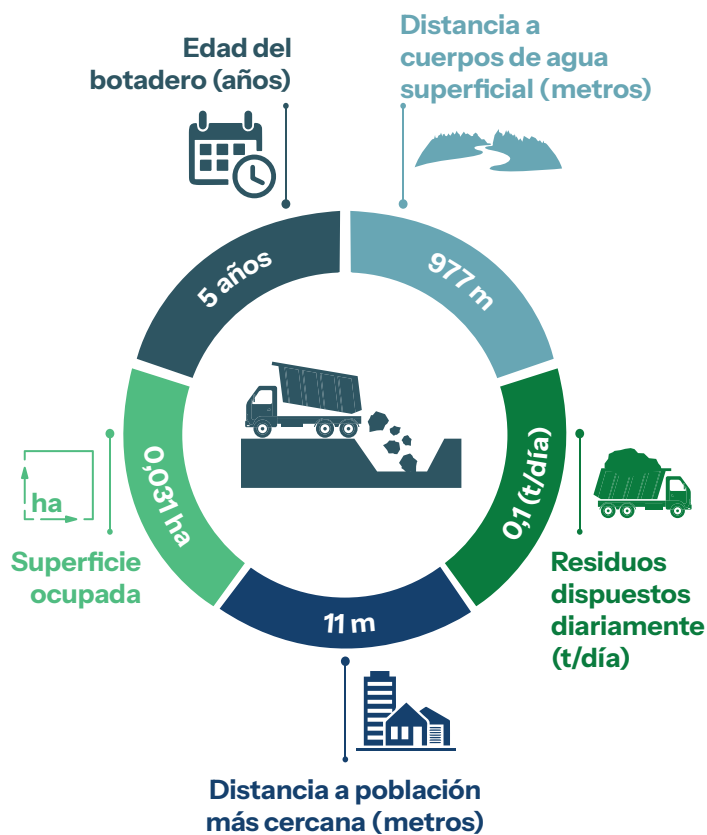 Edad del
botadero (años)
Distancia a
cuerpos de agua
superficial (metros)
5 años
977 m
0,031 ha
0,1 (t/día)
11 m
ha
Superficie
ocupada
Residuos
dispuestos
diariamente
(t/día)
Distancia a población
más cercana (metros)